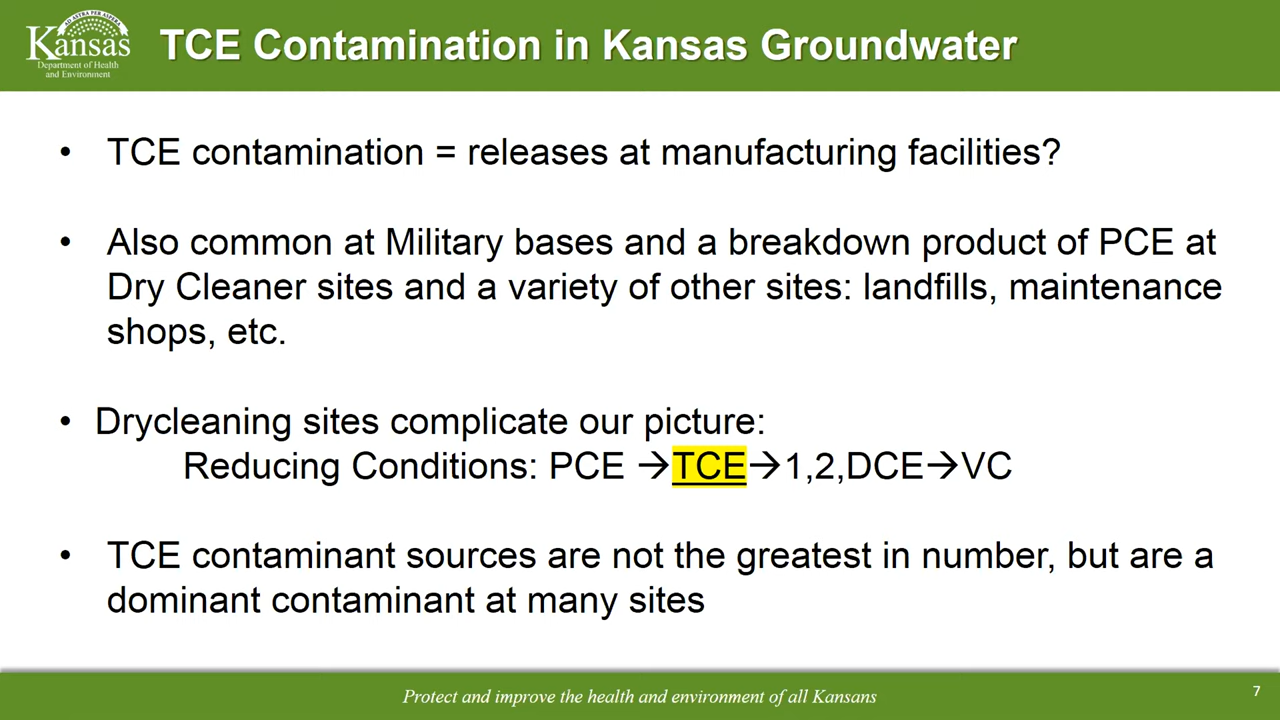 AD ASTRA PER ASPERA
Kansas
Department of Health
and Environment
TCE Contamination in Kansas Groundwater
• TCE contamination = releases at manufacturing facilities?
• Also common at Military bases and a breakdown product of PCE at
Dry Cleaner sites and a variety of other sites: landfills, maintenance
shops, etc.
• Drycleaning sites complicate our picture:
Reducing Conditions: PCE →TCE→1,2,DCE→VC
• TCE contaminant sources are not the greatest in number, but are a
dominant contaminant at many sites
Protect and improve the health and environment of all Kansans
7